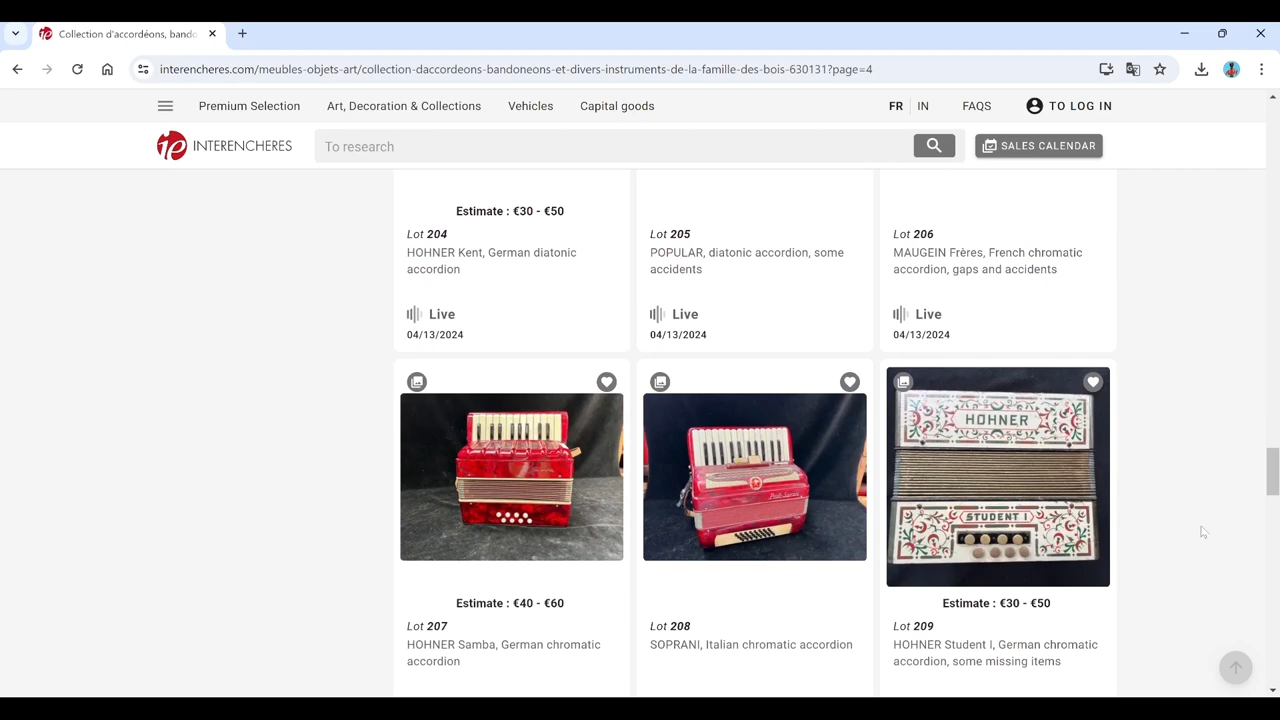 Collection d'accordéons, bando
interencheres.com/meubles-objets-art/collection-daccordeons-bandoneons-et-divers-instruments-de-la-famille-des-bois-630131?page=4
Premium Selection Art, Decoration & Collections Vehicles Capital goods FR IN FAQS TO LOG IN
INTERENCHERES To research SALES CALENDAR
Estimate : €30 - €50
Lot 204
HOHNER Kent, German diatonic
accordion
Live
04/13/2024
Lot 205
POPULAR, diatonic accordion, some
accidents
Live
04/13/2024
Lot 206
MAUGEIN Frères, French chromatic
accordion, gaps and accidents
Live
04/13/2024
Estimate : €40 - €60
Lot 207
HOHNER Samba, German chromatic
accordion
Lot 208
SOPRANI, Italian chromatic accordion
HOHNER
STUDENT I
Estimate : €30 - €50
Lot 209
HOHNER Student I, German chromatic
accordion, some missing items